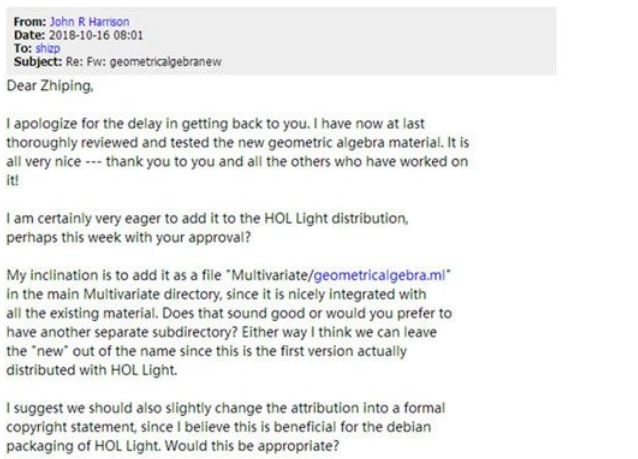 From: John R Harrison
Date: 2018-10-16 08:01
To: shizp
Subject: Re: Fw: geometricalgebranew
Dear Zhiping,
I apologize for the delay in getting back to you. I have now at last
thoroughly reviewed and tested the new geometric algebra material. It is
all very nice --- thank you to you and all the others who have worked on
it!
I am certainly very eager to add it to the HOL Light distribution,
perhaps this week with your approval?
My inclination is to add it as a file "Multivariate/geometricalgebra.ml"
in the main Multivariate directory, since it is nicely integrated with
all the existing material. Does that sound good or would you prefer to
have another separate subdirectory? Either way I think we can leave
the "new" out of the name since this is the first version actually
distributed with HOL Light.
I suggest we should also slightly change the attribution into a formal
copyright statement, since I believe this is beneficial for the debian
packaging of HOL Light. Would this be appropriate?